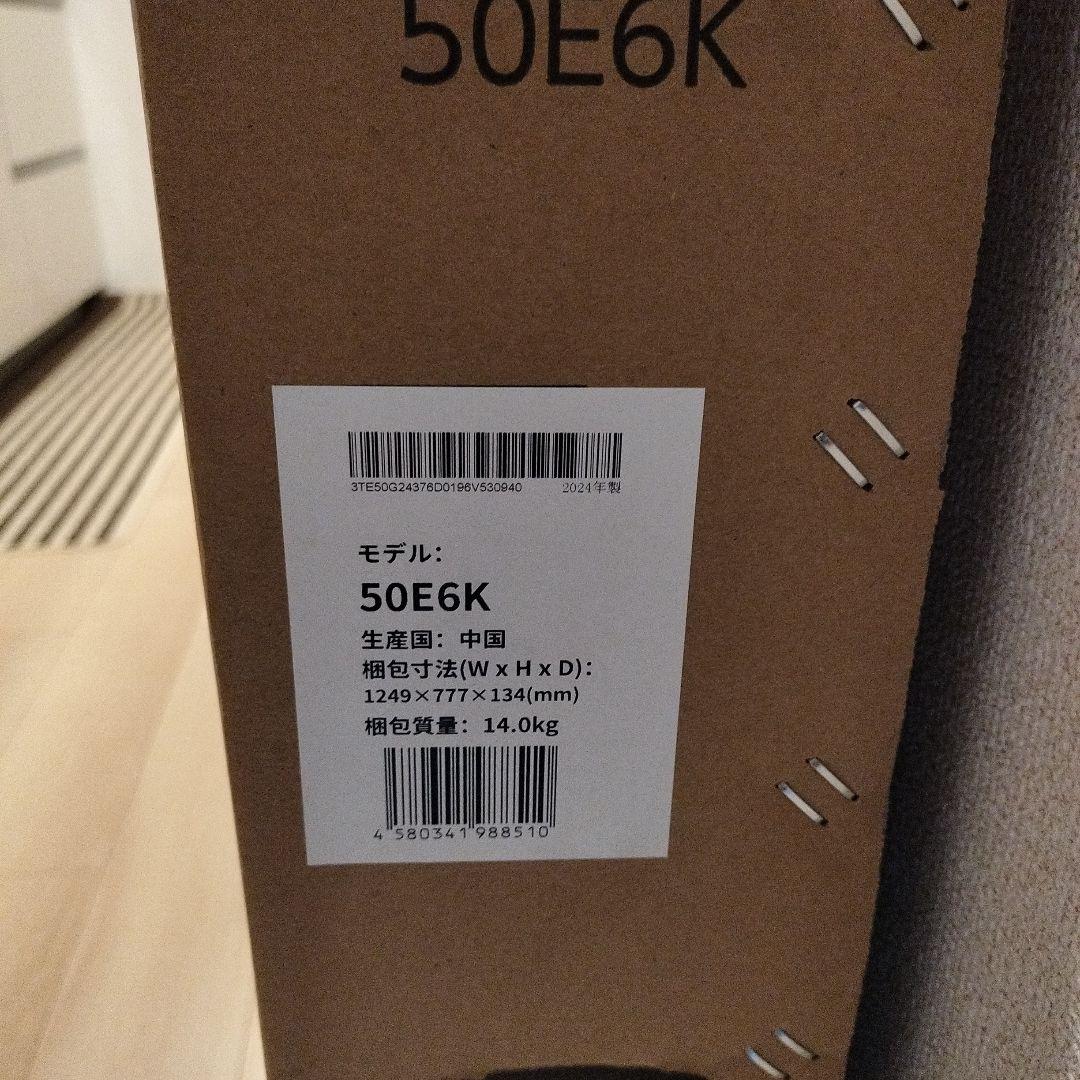 50E6K
3TE50G24376D0196V530940 2024年製
モデル：
50E6K
生産国：中国
梱包寸法(W x H x D)：
1249×777×134(mm)
梱包質量：14.0kg
4 580341 988510